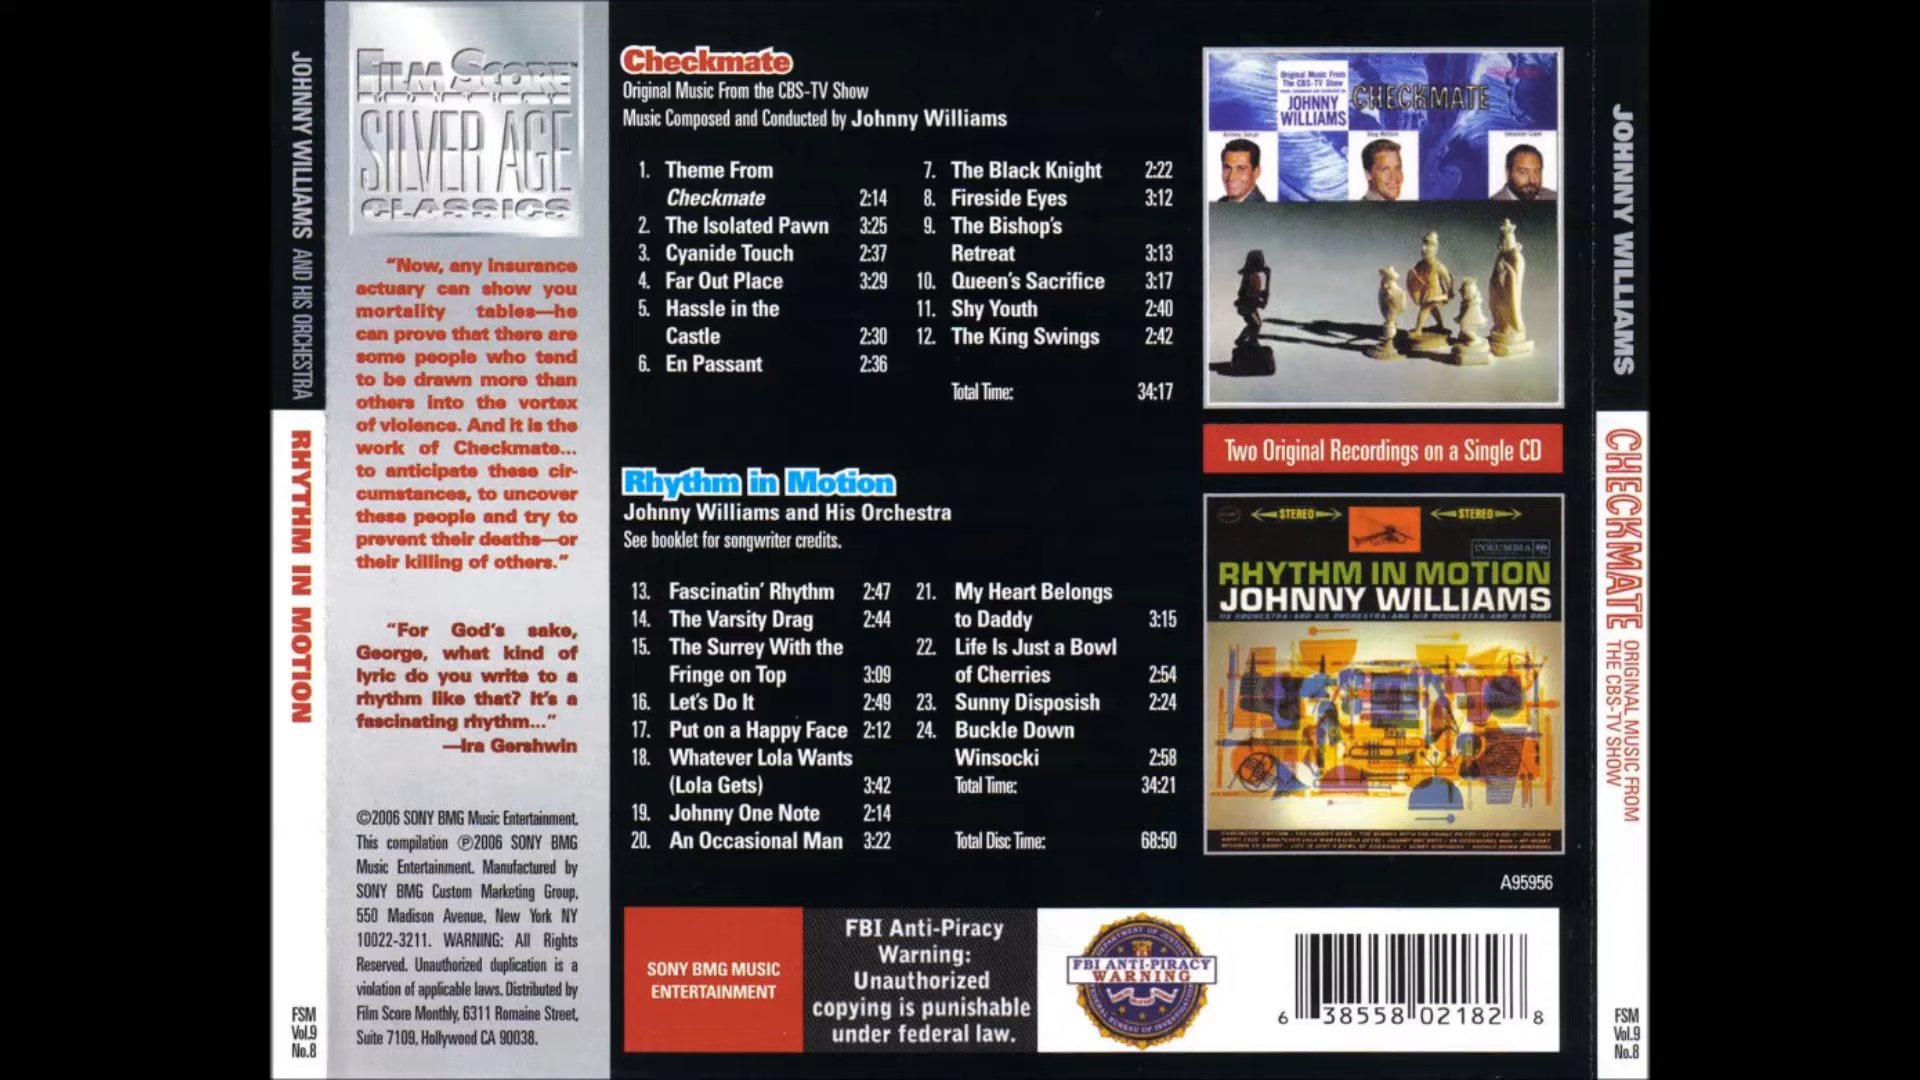 JOHNNY WILLIAMS AND HIS ORCHESTRA
RHYTHM IN MOTION
FSM
Vol.9
No.8
FILM SCORE
SILVER AGE
CLASSICS
“Now, any insurance
actuary can show you
mortality tables—he
can prove that there are
some people who tend
to be drawn more than
others into the vortex
of violence. And it is the
work of Checkmate...
to anticipate these cir-
cumstances, to uncover
these people and try to
prevent their deaths—or
their killing of others.”
“For God’s sake,
George, what kind of
lyric do you write to a
rhythm like that? It’s a
fascinating rhythm...”
—Ira Gershwin
©2006 SONY BMG Music Entertainment.
This compilation ℗2006 SONY BMG
Music Entertainment. Manufactured by
SONY BMG Custom Marketing Group,
550 Madison Avenue, New York NY
10022-3211. WARNING: All Rights
Reserved. Unauthorized duplication is a
violation of applicable laws. Distributed by
Film Score Monthly, 6311 Romaine Street,
Suite 7109, Hollywood CA 90038.
Checkmate
Original Music From the CBS-TV Show
Music Composed and Conducted by Johnny Williams
1. Theme From
Checkmate 2:14
2. The Isolated Pawn 3:25
3. Cyanide Touch 2:37
4. Far Out Place 3:29
5. Hassle in the
Castle 2:30
6. En Passant 2:36
7. The Black Knight 2:22
8. Fireside Eyes 3:12
9. The Bishop’s
Retreat 3:13
10. Queen’s Sacrifice 3:17
11. Shy Youth 2:40
12. The King Swings 2:42
Total Time: 34:17
Rhythm in Motion
Johnny Williams and His Orchestra
See booklet for songwriter credits.
13. Fascinatin’ Rhythm 2:47
14. The Varsity Drag 2:44
15. The Surrey With the
Fringe on Top 3:09
16. Let’s Do It 2:49
17. Put on a Happy Face 2:12
18. Whatever Lola Wants
(Lola Gets) 3:42
19. Johnny One Note 2:14
20. An Occasional Man 3:22
21. My Heart Belongs
to Daddy 3:15
22. Life Is Just a Bowl
of Cherries 2:54
23. Sunny Disposish 2:24
24. Buckle Down
Winsocki 2:58
Total Time: 34:21
Total Disc Time: 68:50
Original Music From
The CBS-TV Show
JOHNNY
WILLIAMS
CHECKMATE
Two Original Recordings on a Single CD
STEREO STEREO
COLUMBIA
RHYTHM IN MOTION
JOHNNY WILLIAMS
A95956
SONY BMG MUSIC
ENTERTAINMENT
FBI Anti-Piracy
Warning:
Unauthorized
copying is punishable
under federal law.
DEPARTMENT OF JUSTICE
FBI ANTI-PIRACY
WARNING
FEDERAL BUREAU OF INVESTIGATION
6 38558 02182 8
JOHNNY WILLIAMS
CHECKMATE
ORIGINAL MUSIC FROM
THE CBS-TV SHOW
FSM
Vol.9
No.8